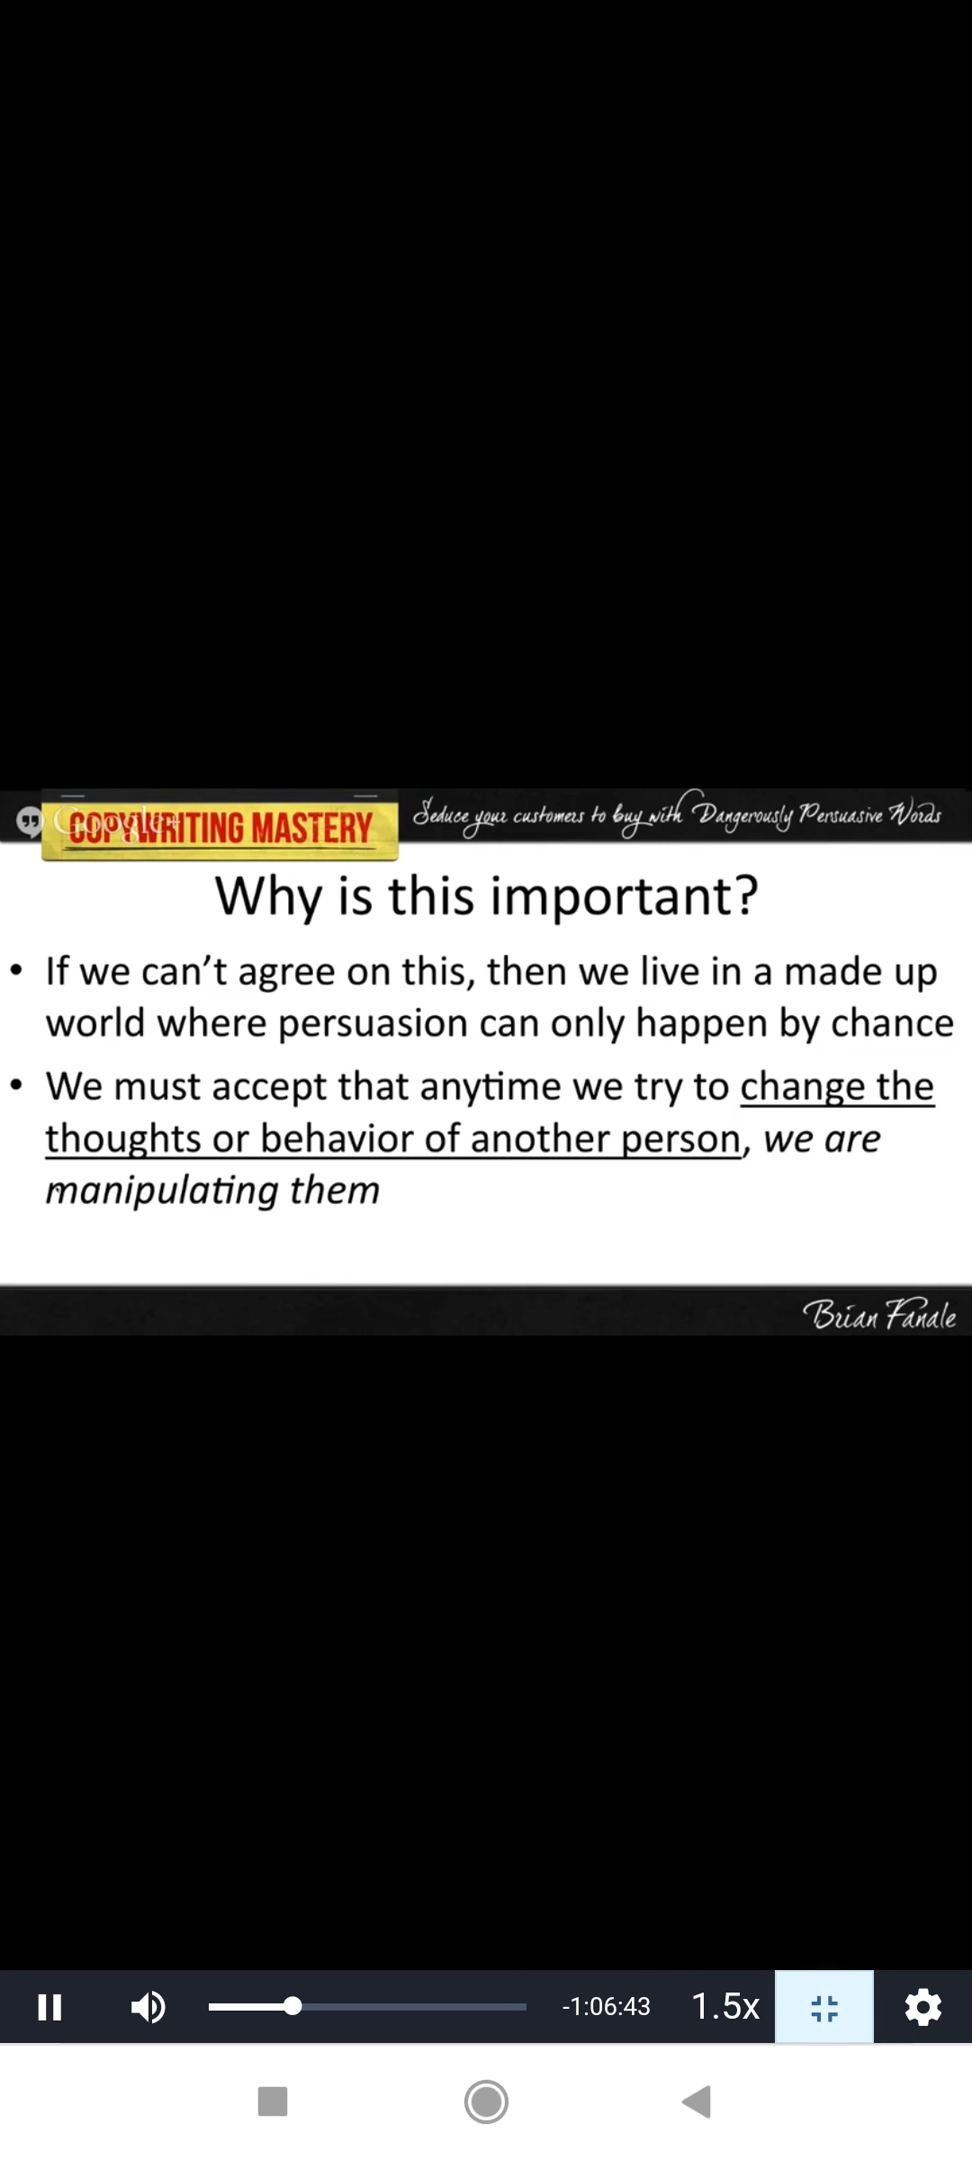 Google+
COPYWRITING MASTERY
Seduce your customers to buy with Dangerously Persuasive Words
Why is this important?
• If we can't agree on this, then we live in a made up
world where persuasion can only happen by chance
• We must accept that anytime we try to change the
thoughts or behavior of another person, we are
manipulating them
Brian Fanale
-1:06:43 1.5x